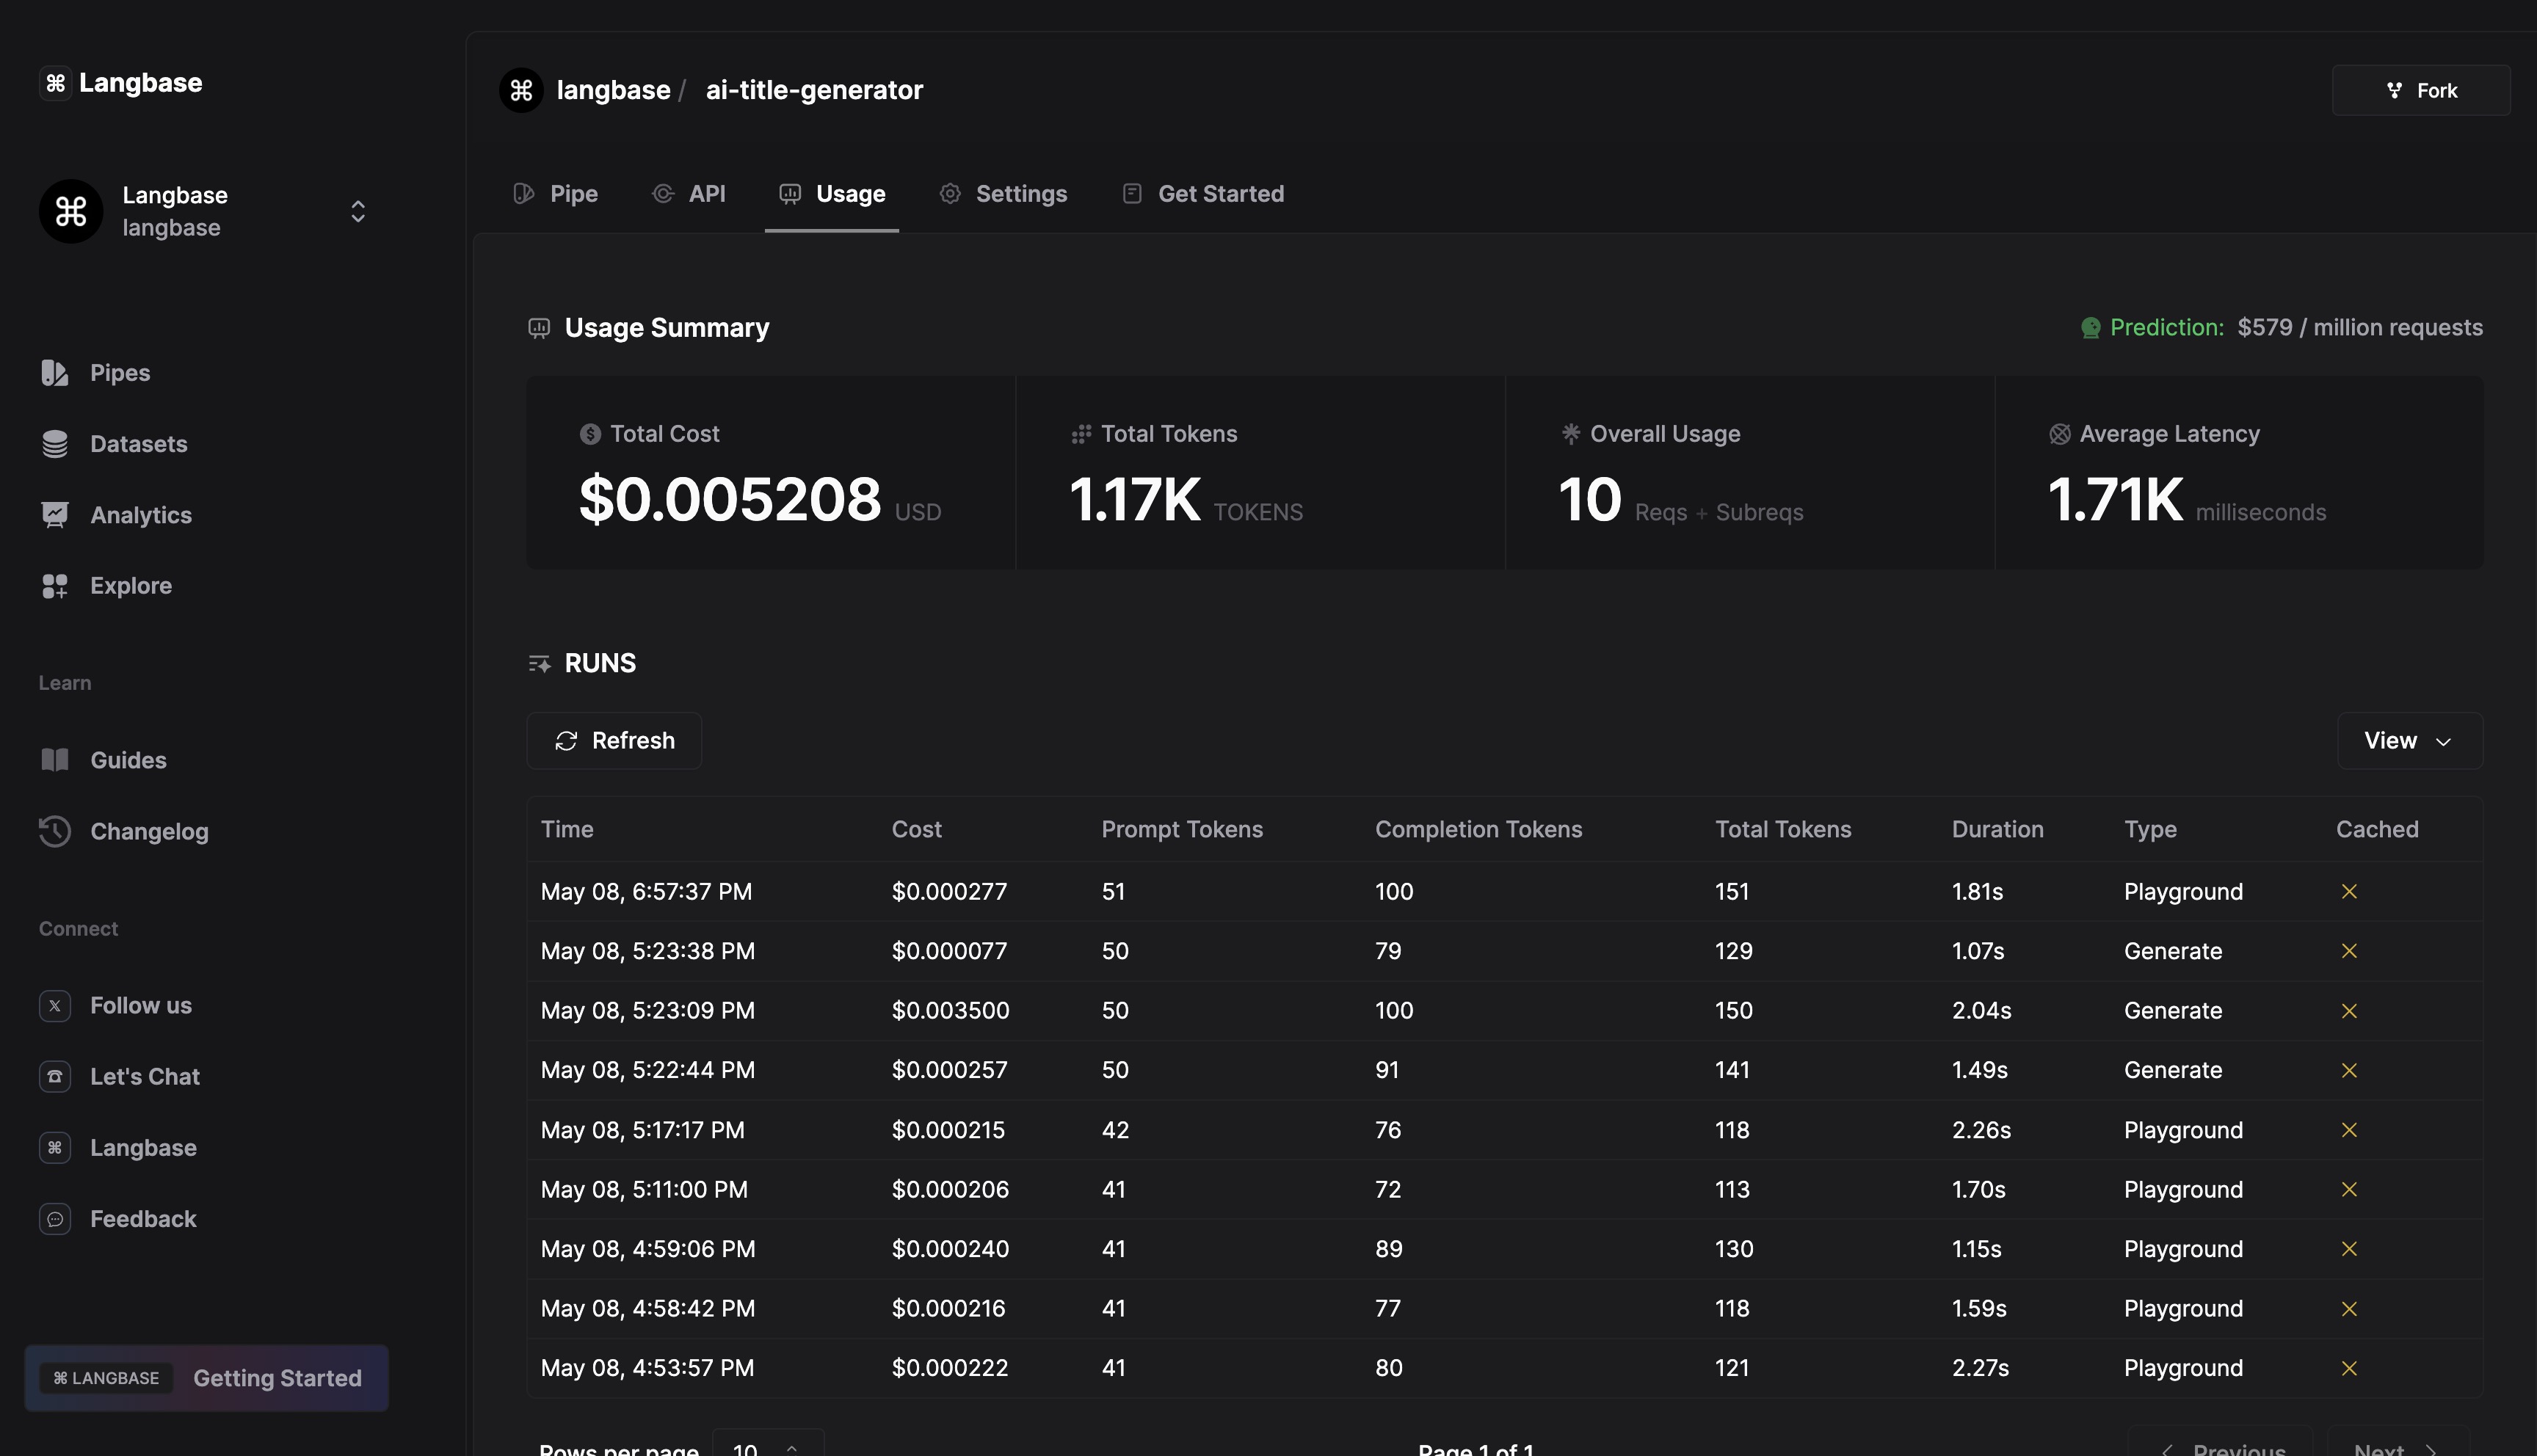 ⌘ Langbase
Langbase
langbase
Pipes
Datasets
Analytics
Explore
Learn
Guides
Changelog
Connect
Follow us
Let's Chat
Langbase
Feedback
⌘ LANGBASE Getting Started
langbase / ai-title-generator
Fork
Pipe API Usage Settings Get Started
Usage Summary
Prediction: $579 / million requests
Total Cost
$0.005208 USD
Total Tokens
1.17K TOKENS
Overall Usage
10 Reqs + Subreqs
Average Latency
1.71K milliseconds
RUNS
Refresh
View
Time Cost Prompt Tokens Completion Tokens Total Tokens Duration Type Cached
May 08, 6:57:37 PM $0.000277 51 100 151 1.81s Playground
May 08, 5:23:38 PM $0.000077 50 79 129 1.07s Generate
May 08, 5:23:09 PM $0.003500 50 100 150 2.04s Generate
May 08, 5:22:44 PM $0.000257 50 91 141 1.49s Generate
May 08, 5:17:17 PM $0.000215 42 76 118 2.26s Playground
May 08, 5:11:00 PM $0.000206 41 72 113 1.70s Playground
May 08, 4:59:06 PM $0.000240 41 89 130 1.15s Playground
May 08, 4:58:42 PM $0.000216 41 77 118 1.59s Playground
May 08, 4:53:57 PM $0.000222 41 80 121 2.27s Playground
Rows per page 10 Page 1 of 1 Previous Next